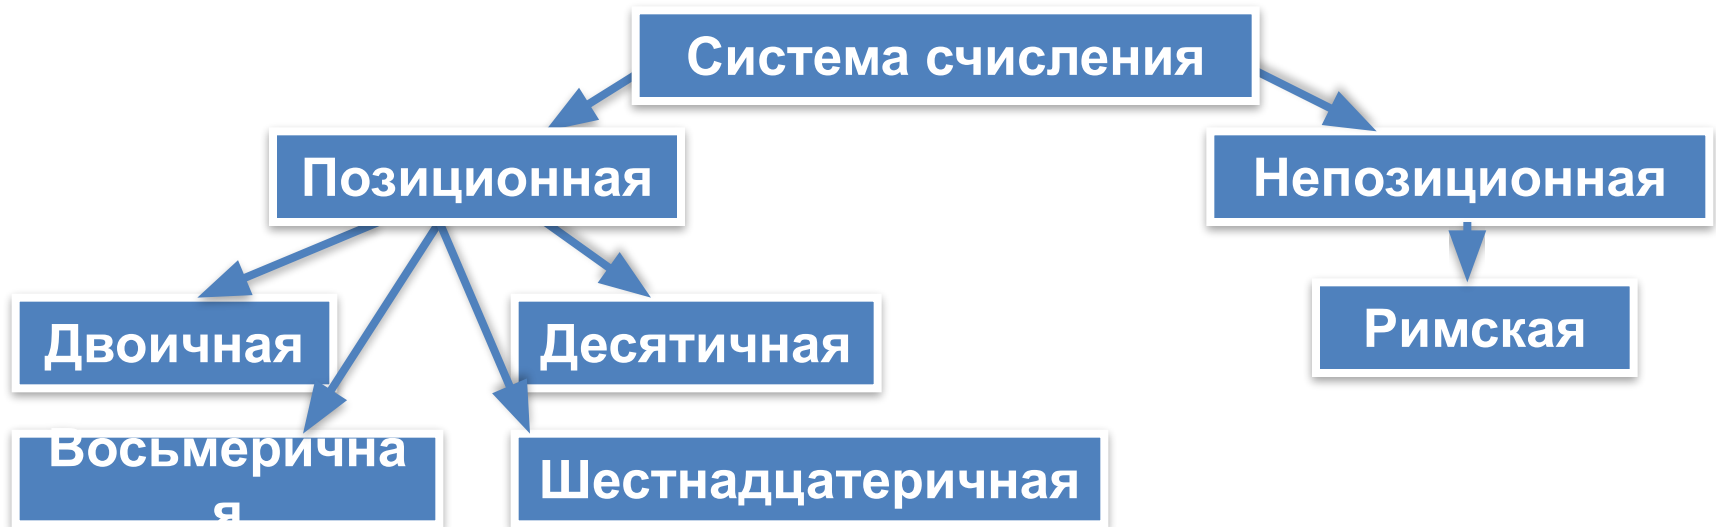 Система счисления
Позиционная
Непозиционная
Двоичная
Десятичная
Римская
Восьмерична
я
Шестнадцатеричная